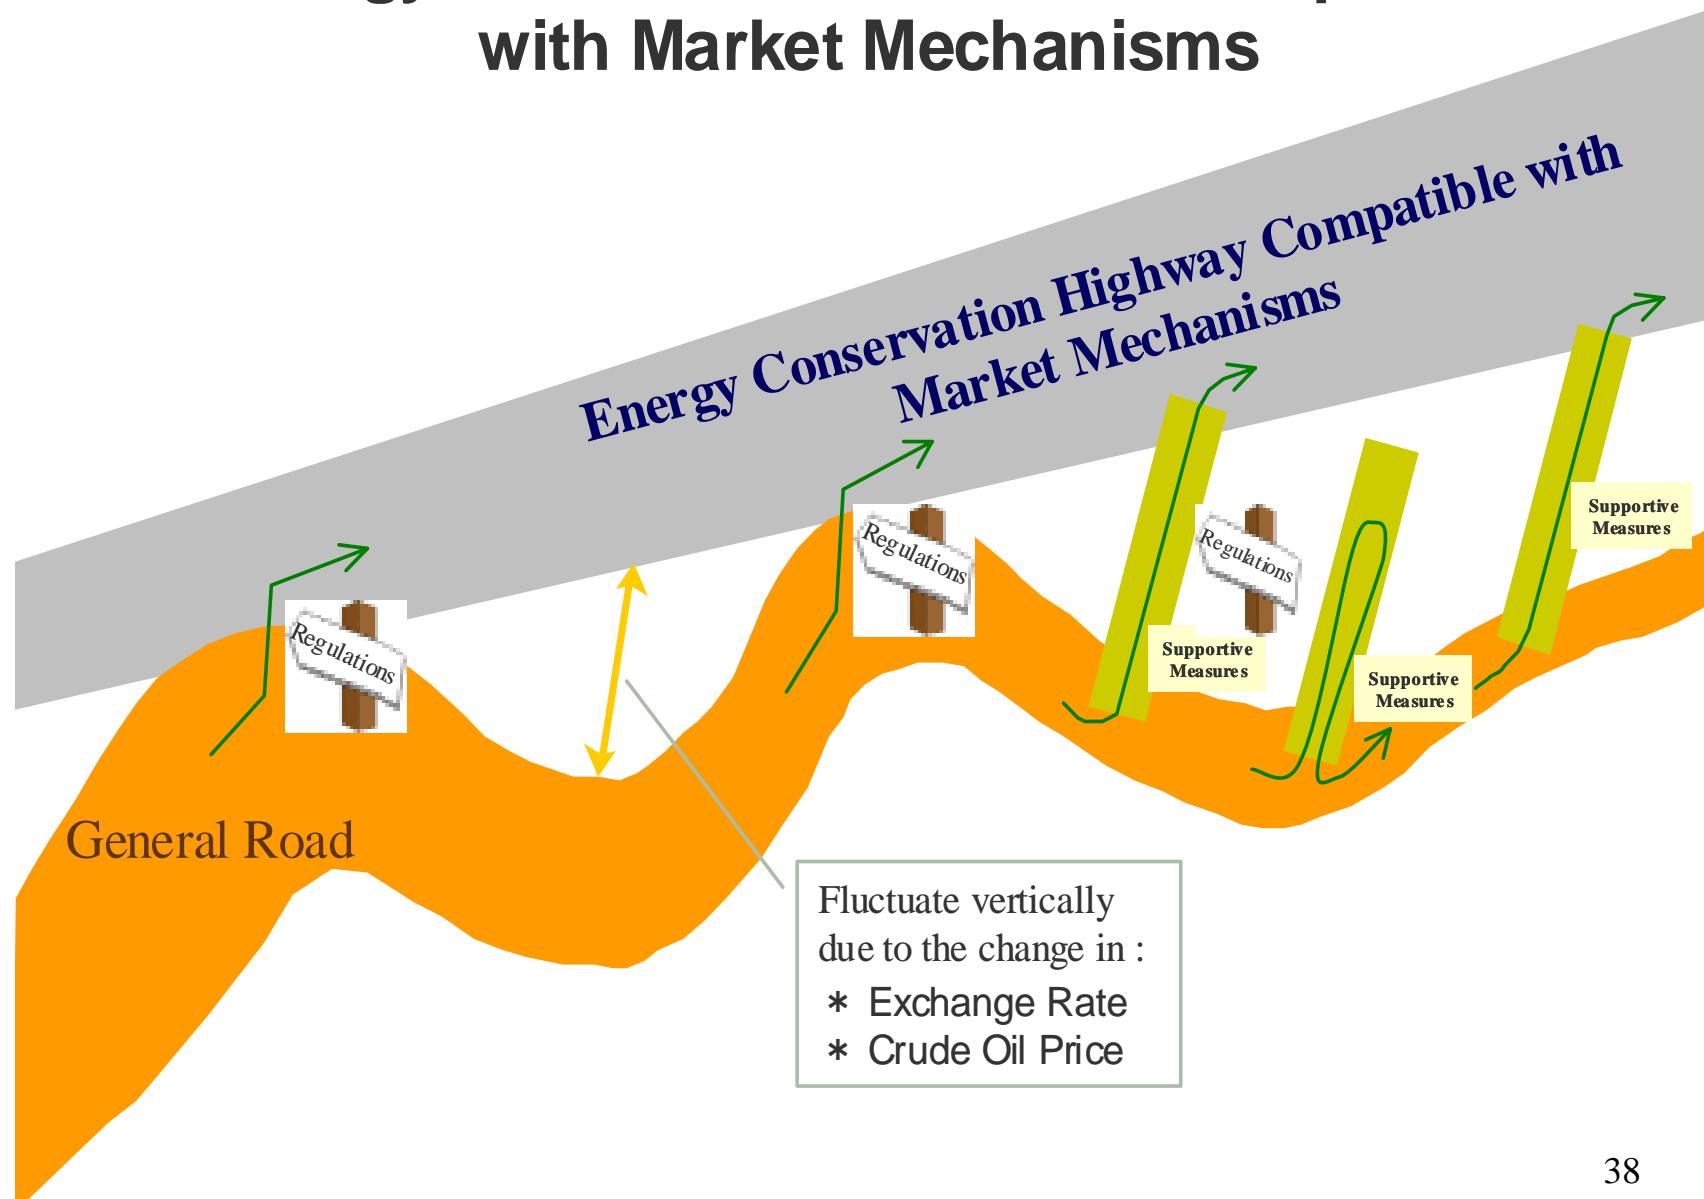 with Market Mechanisms
Energy Conservation Highway Compatible with
Market Mechanisms
Regulations
Regulations
Regulations
Supportive
Measures
Supportive
Measures
Supportive
Measures
General Road
Fluctuate vertically
due to the change in :
* Exchange Rate
* Crude Oil Price
38